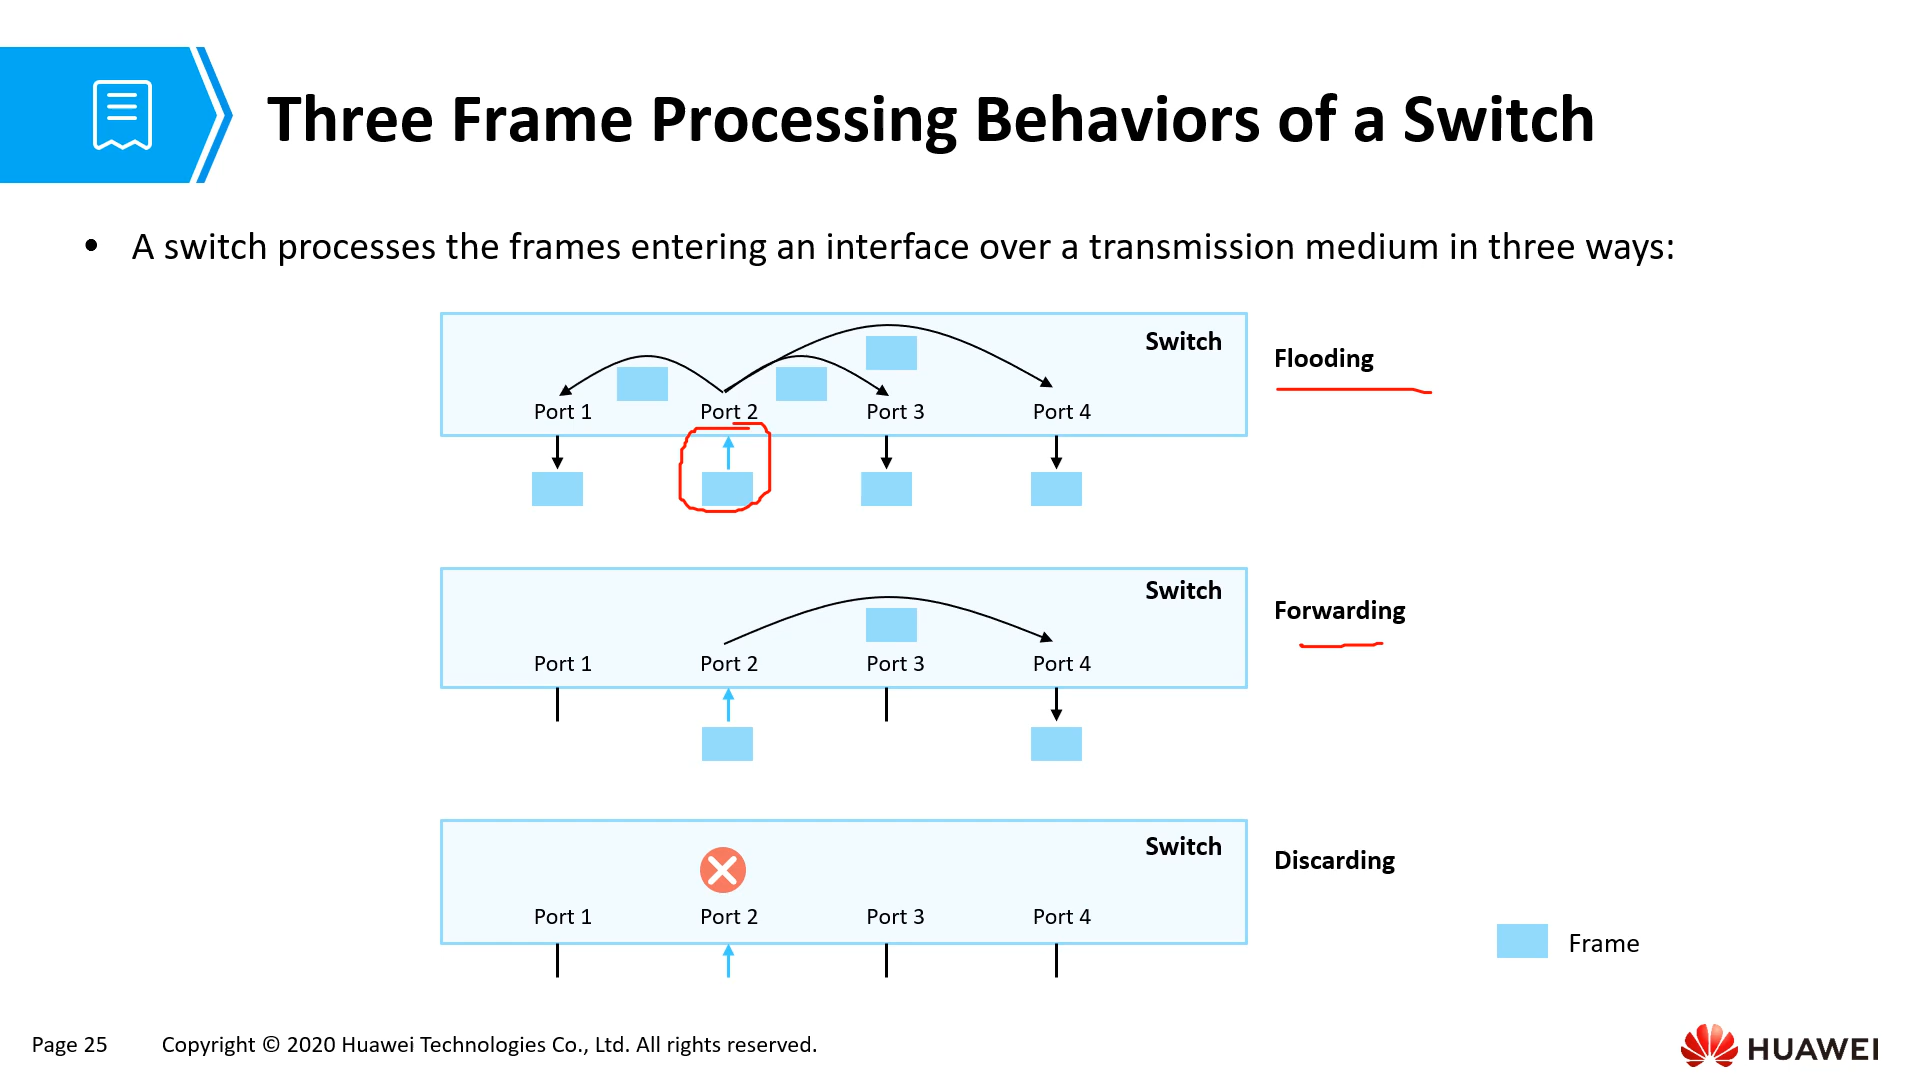 Three Frame Processing Behaviors of a Switch
• A switch processes the frames entering an interface over a transmission medium in three ways:
Switch
Flooding
Port 1 Port 2 Port 3 Port 4
Switch
Forwarding
Port 1 Port 2 Port 3 Port 4
Switch
Discarding
Port 1 Port 2 Port 3 Port 4
Frame
Page 25 Copyright © 2020 Huawei Technologies Co., Ltd. All rights reserved.
HUAWEI